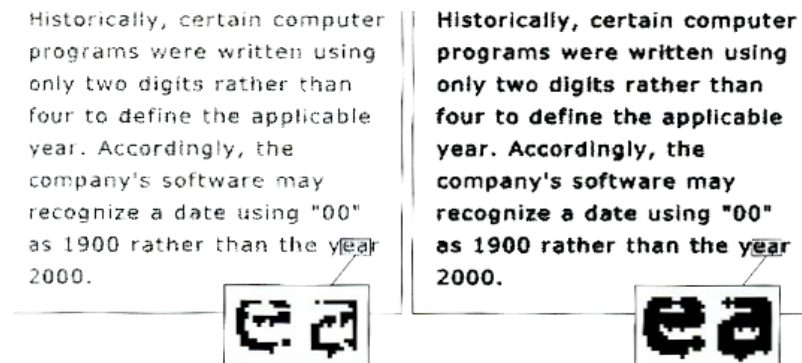 Historically, certain computer
programs were written using
only two digits rather than
four to define the applicable
year. Accordingly, the
company's software may
recognize a date using "00"
as 1900 rather than the year
2000.
ea
Historically, certain computer
programs were written using
only two digits rather than
four to define the applicable
year. Accordingly, the
company's software may
recognize a date using "00"
as 1900 rather than the year
2000.
ea